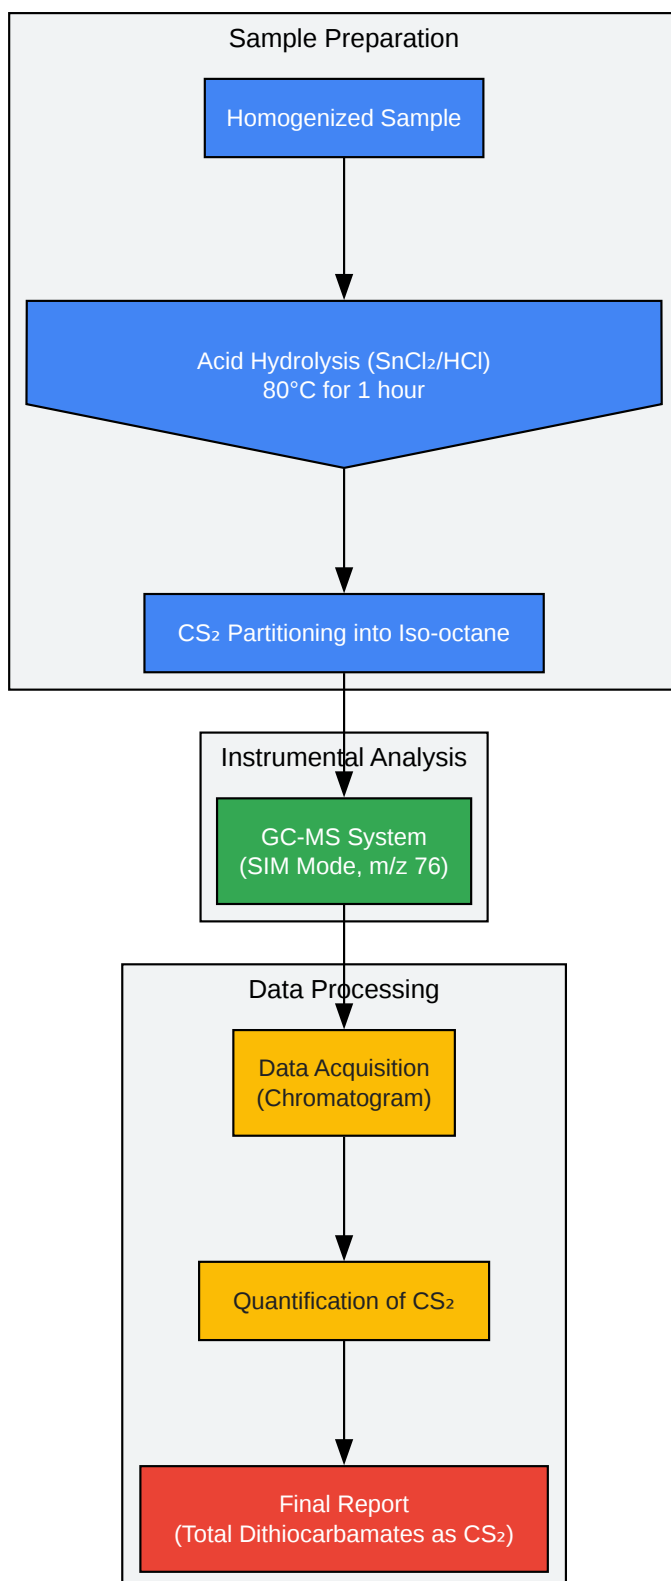 Sample Preparation
Homogenized Sample
Acid Hydrolysis (SnCl₂/HCl)
80°C for 1 hour
CS₂ Partitioning into Iso-octane
Instrumental Analysis
GC-MS System
(SIM Mode, m/z 76)
Data Processing
Data Acquisition
(Chromatogram)
Quantification of CS₂
Final Report
(Total Dithiocarbamates as CS₂)